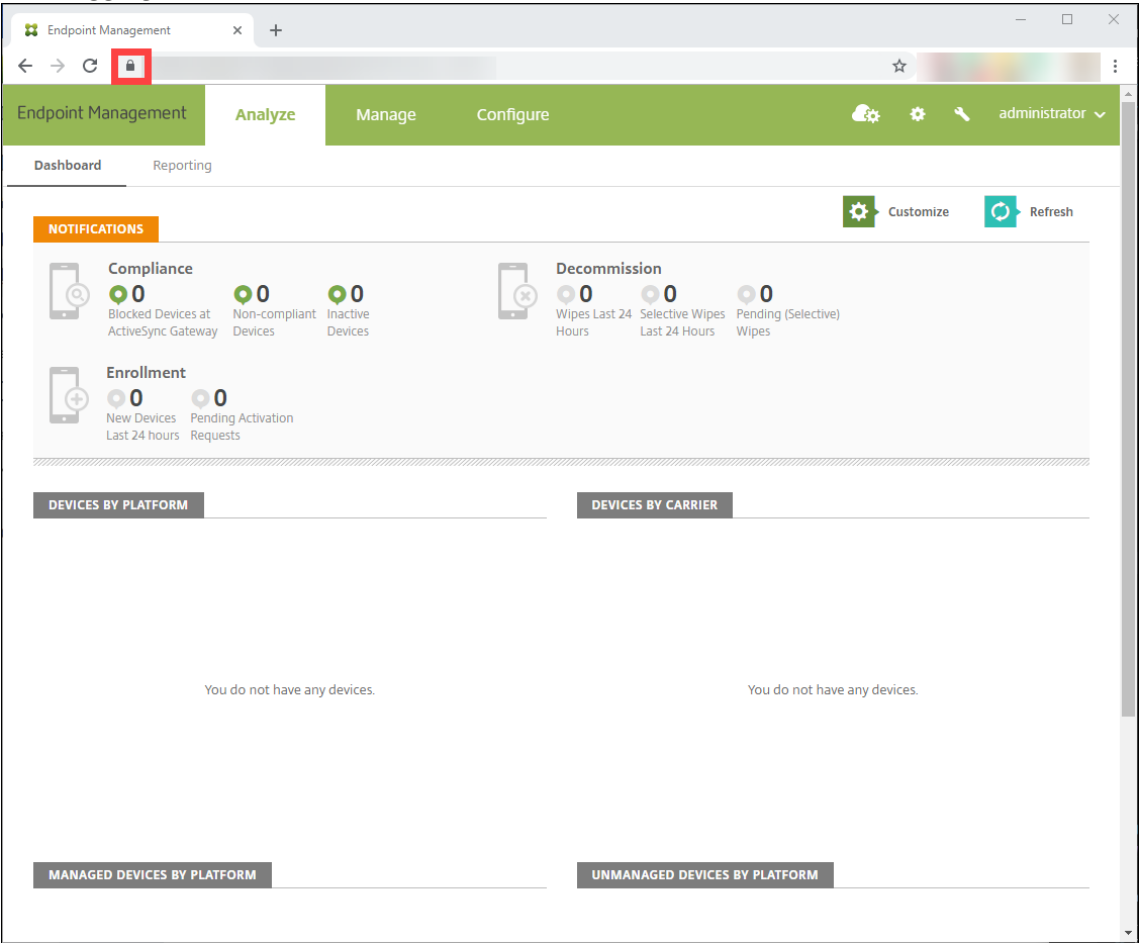 Endpoint Management
Endpoint Management Analyze Manage Configure administrator
Dashboard Reporting
Customize Refresh
NOTIFICATIONS
Compliance
0 0 0
Blocked Devices at ActiveSync Gateway
Non-compliant Devices
Inactive Devices
Decommission
0 0 0
Wipes Last 24 Hours
Selective Wipes Last 24 Hours
Pending (Selective) Wipes
Enrollment
0 0
New Devices Last 24 hours
Pending Activation Requests
DEVICES BY PLATFORM
You do not have any devices.
DEVICES BY CARRIER
You do not have any devices.
MANAGED DEVICES BY PLATFORM
UNMANAGED DEVICES BY PLATFORM